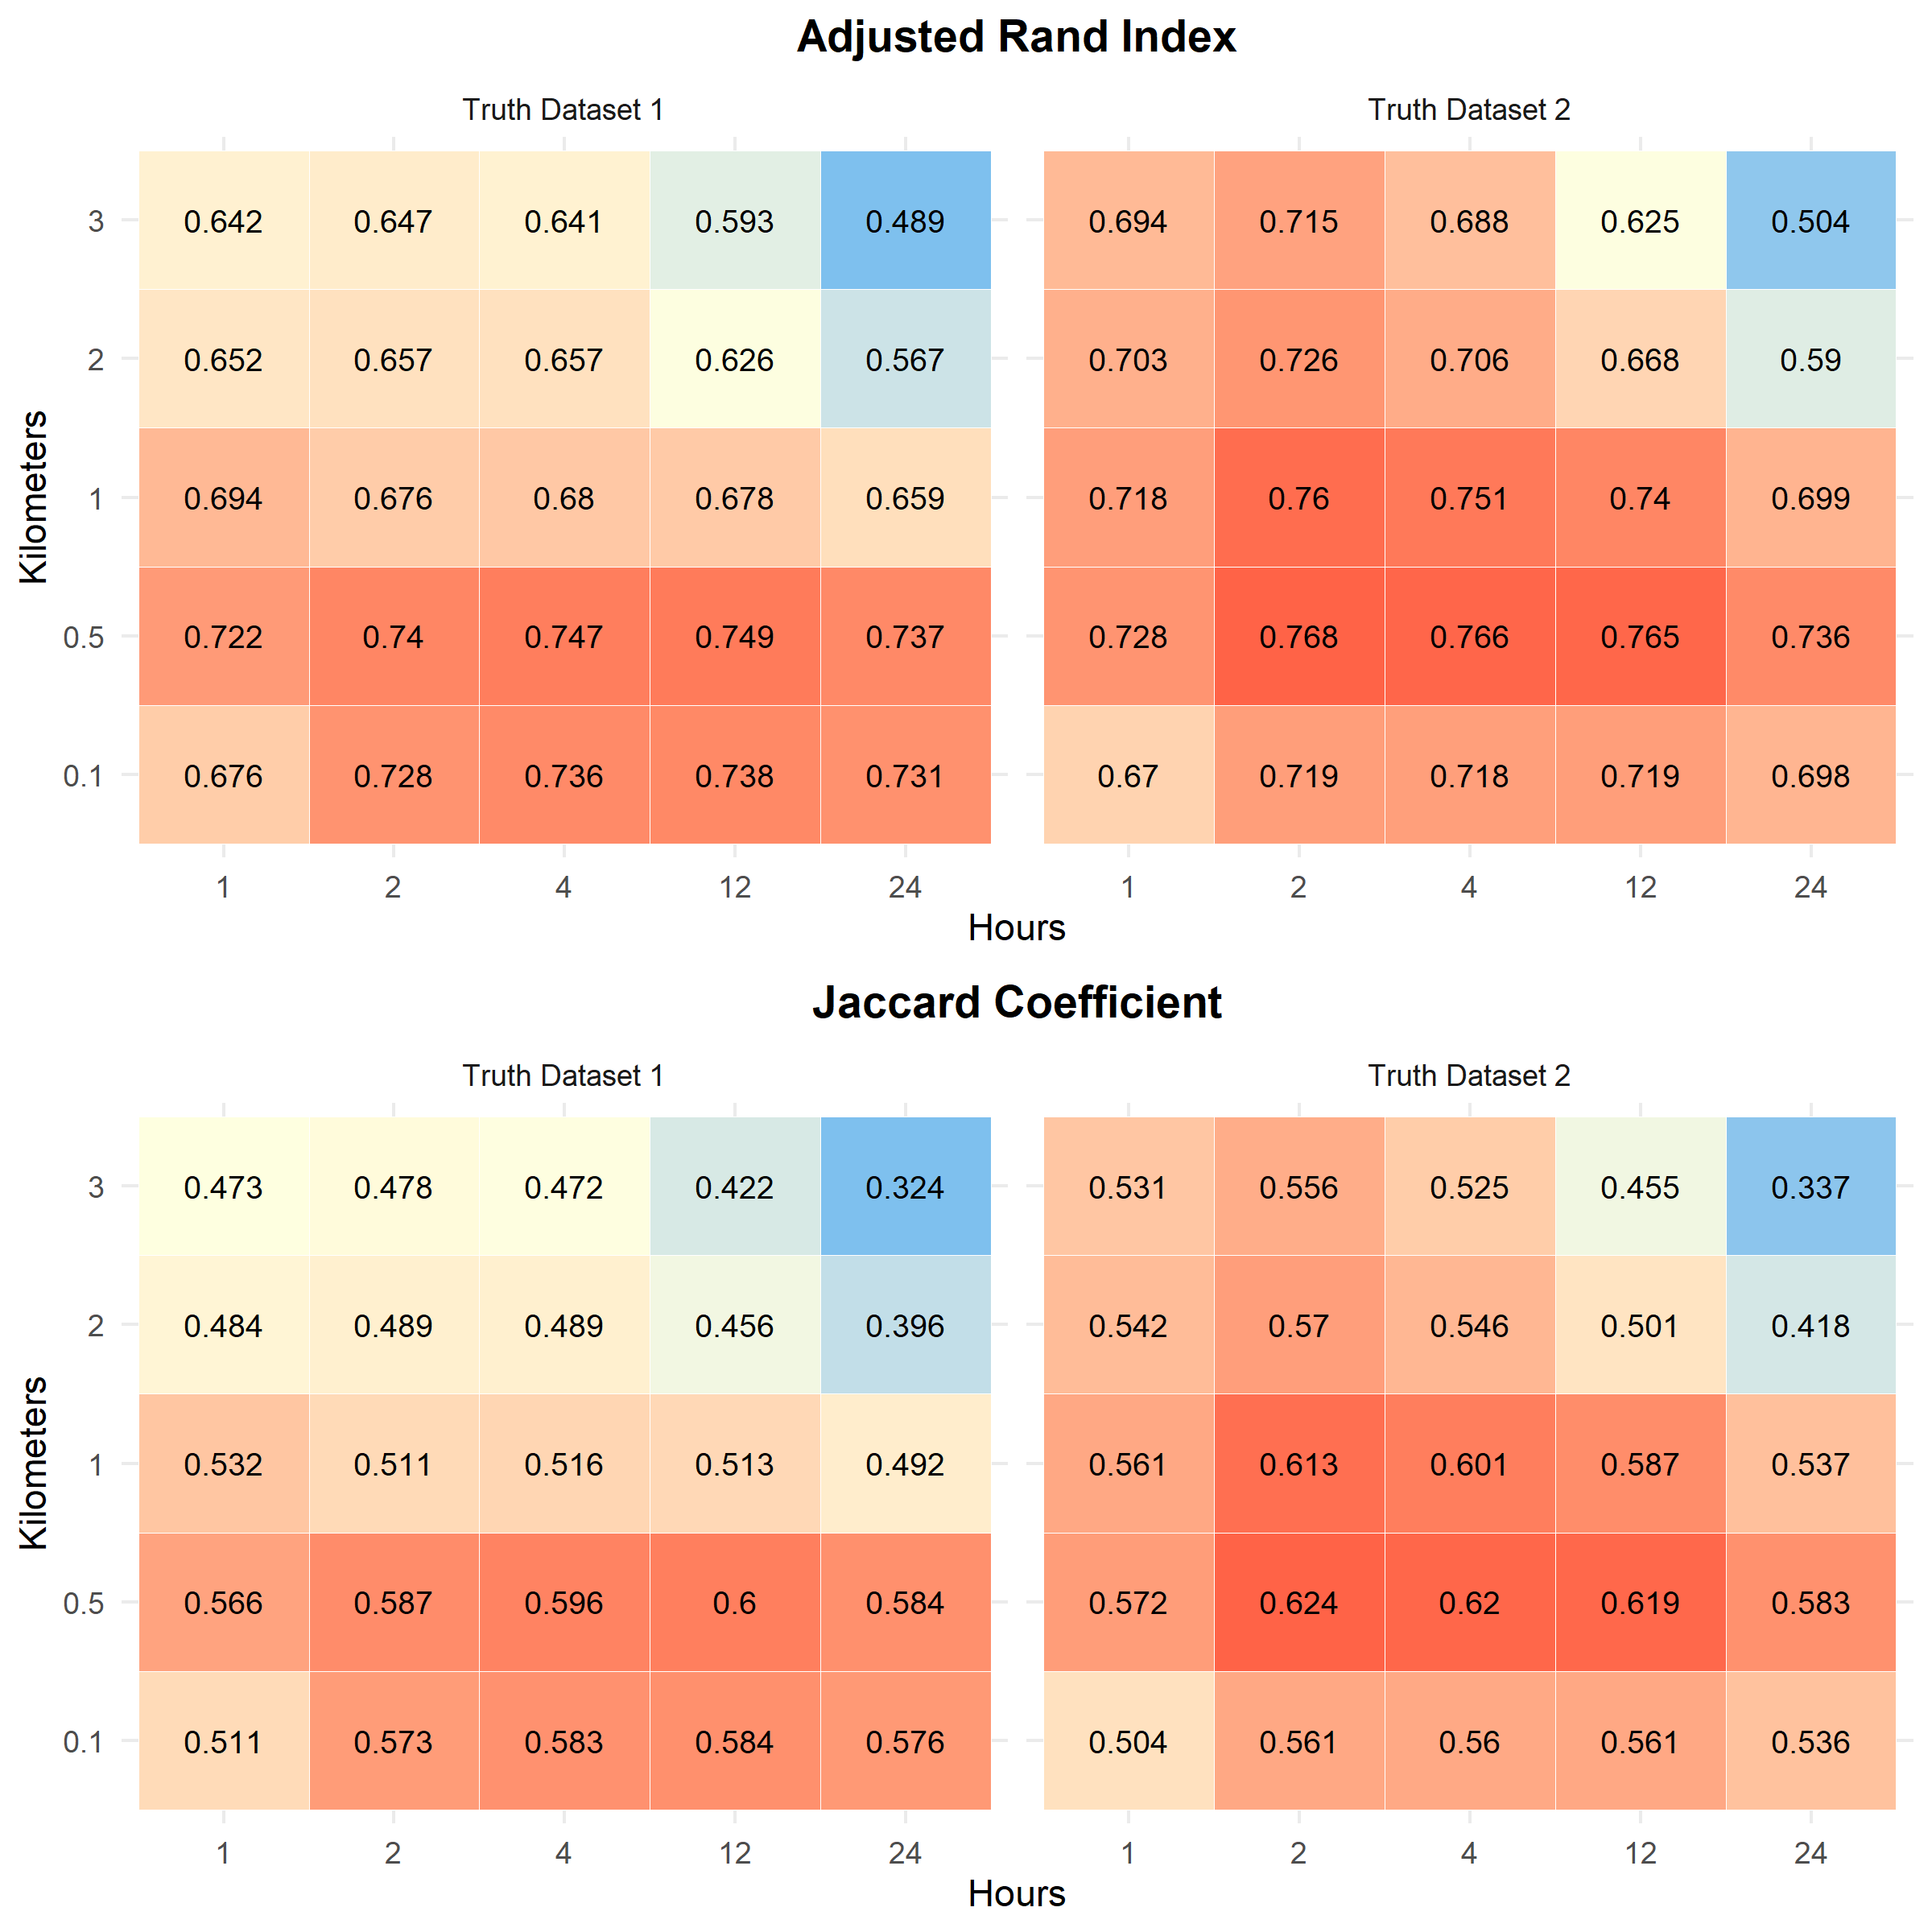 Adjusted Rand Index
Truth Dataset 1 Truth Dataset 2
3 0.642 0.647 0.641 0.593 0.489 0.694 0.715 0.688 0.625 0.504
2 0.652 0.657 0.657 0.626 0.567 0.703 0.726 0.706 0.668 0.59
Kilometers
1 0.694 0.676 0.68 0.678 0.659 0.718 0.76 0.751 0.74 0.699
0.5 0.722 0.74 0.747 0.749 0.737 0.728 0.768 0.766 0.765 0.736
0.1 0.676 0.728 0.736 0.738 0.731 0.67 0.719 0.718 0.719 0.698
1 2 4 12 24 1 2 4 12 24
Hours
Jaccard Coefficient
Truth Dataset 1 Truth Dataset 2
3 0.473 0.478 0.472 0.422 0.324 0.531 0.556 0.525 0.455 0.337
2 0.484 0.489 0.489 0.456 0.396 0.542 0.57 0.546 0.501 0.418
Kilometers
1 0.532 0.511 0.516 0.513 0.492 0.561 0.613 0.601 0.587 0.537
0.5 0.566 0.587 0.596 0.6 0.584 0.572 0.624 0.62 0.619 0.583
0.1 0.511 0.573 0.583 0.584 0.576 0.504 0.561 0.56 0.561 0.536
1 2 4 12 24 1 2 4 12 24
Hours